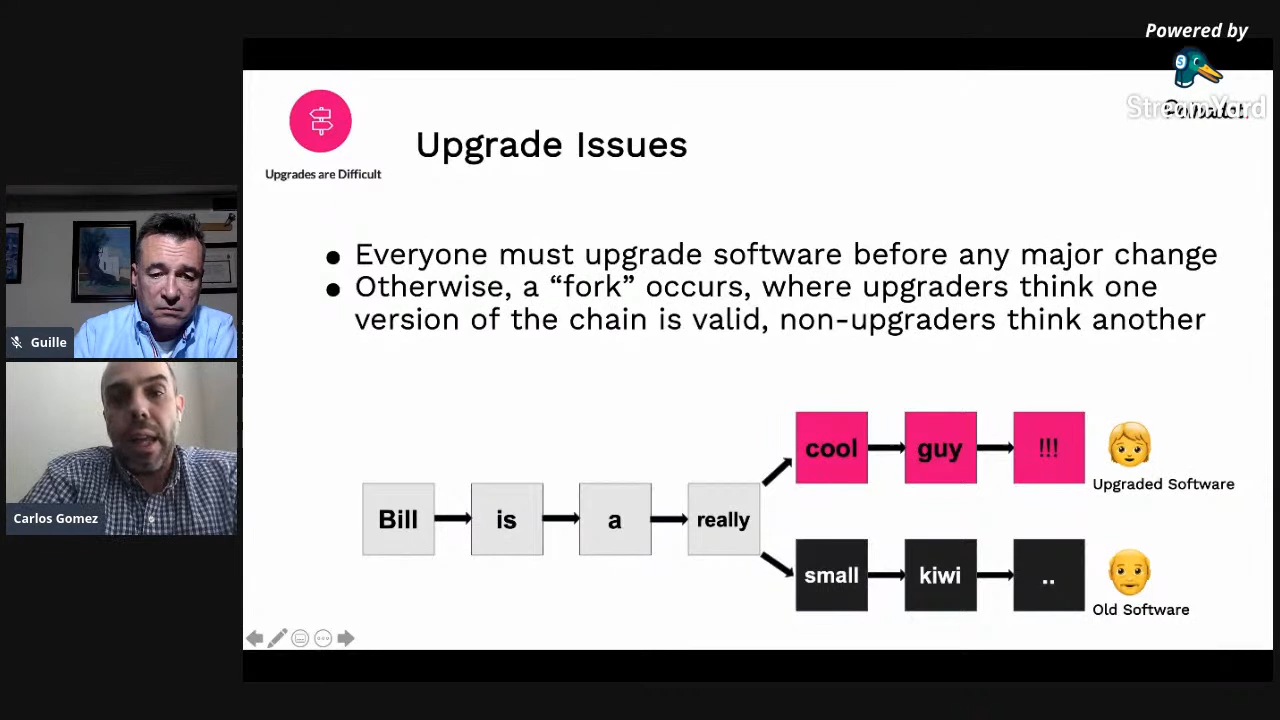 Powered by
StreamYard
Upgrade Issues
Upgrades are Difficult
● Everyone must upgrade software before any major change
● Otherwise, a “fork” occurs, where upgraders think one
version of the chain is valid, non-upgraders think another
Guille
Carlos Gomez
Bill
is
a
really
cool
guy
!!!
Upgraded Software
small
kiwi
..
Old Software